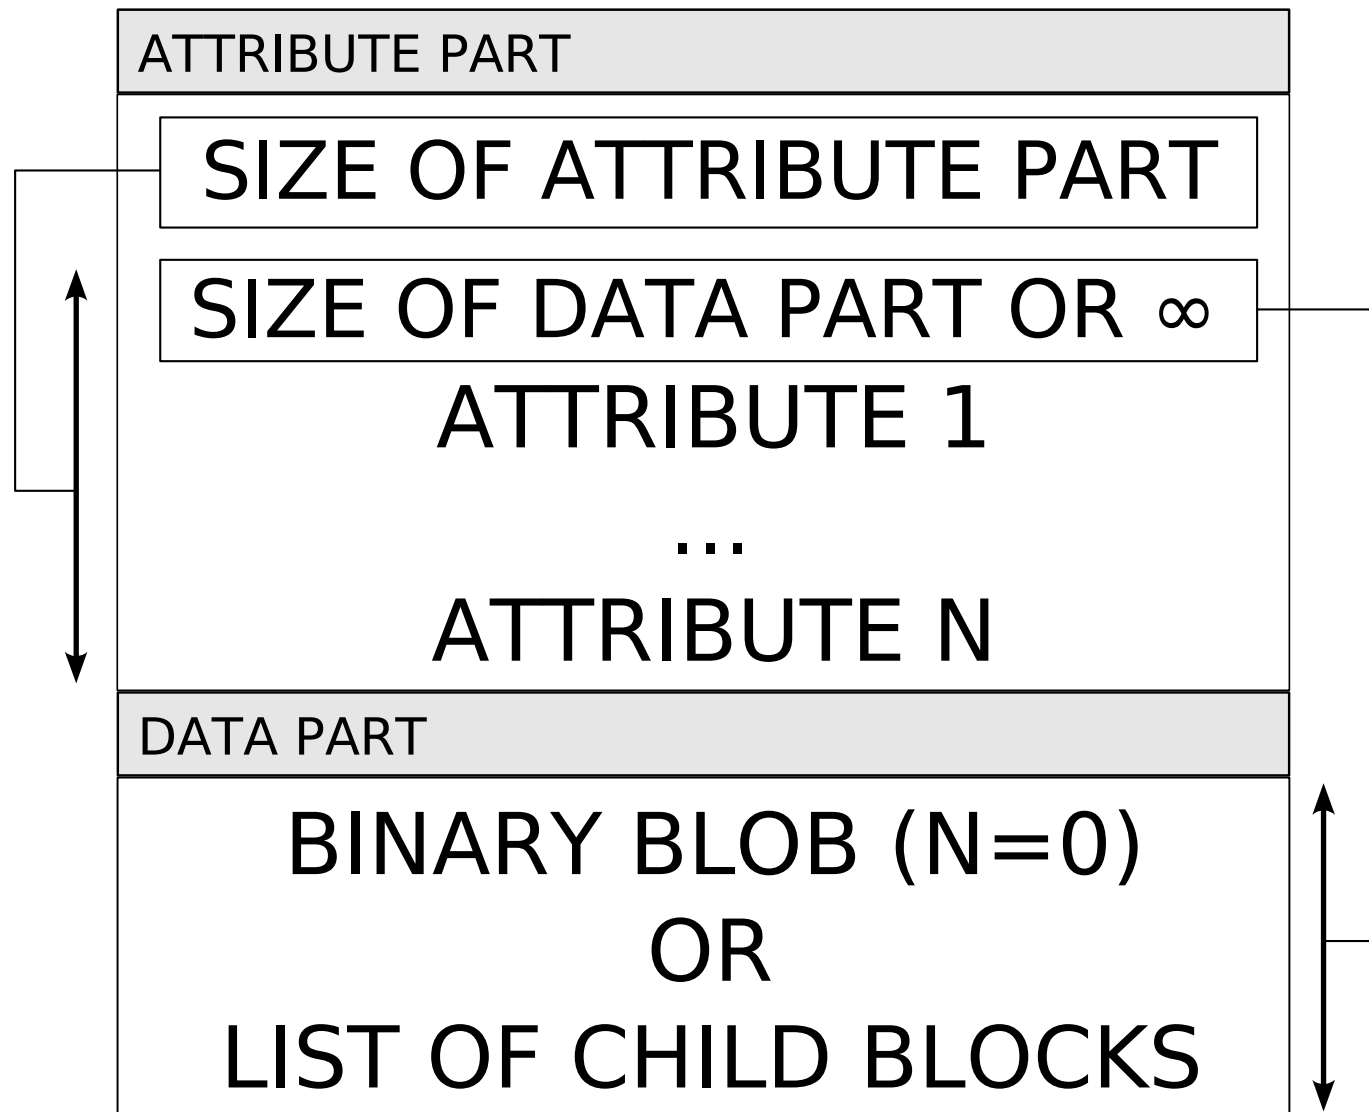 ATTRIBUTE PART
SIZE OF ATTRIBUTE PART
SIZE OF DATA PART OR ∞
ATTRIBUTE 1
...
ATTRIBUTE N
DATA PART
BINARY BLOB (N=0)
OR
LIST OF CHILD BLOCKS